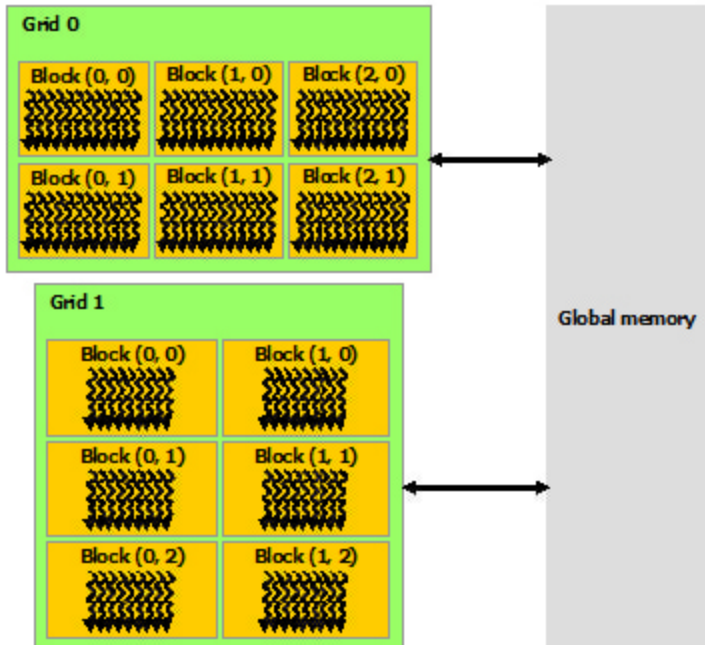 Grid 0
Block (0, 0) Block (1, 0) Block (2, 0)
Block (0, 1) Block (1, 1) Block (2, 1)
Global memory
Grid 1
Block (0, 0) Block (1, 0)
Block (0, 1) Block (1, 1)
Block (0, 2) Block (1, 2)